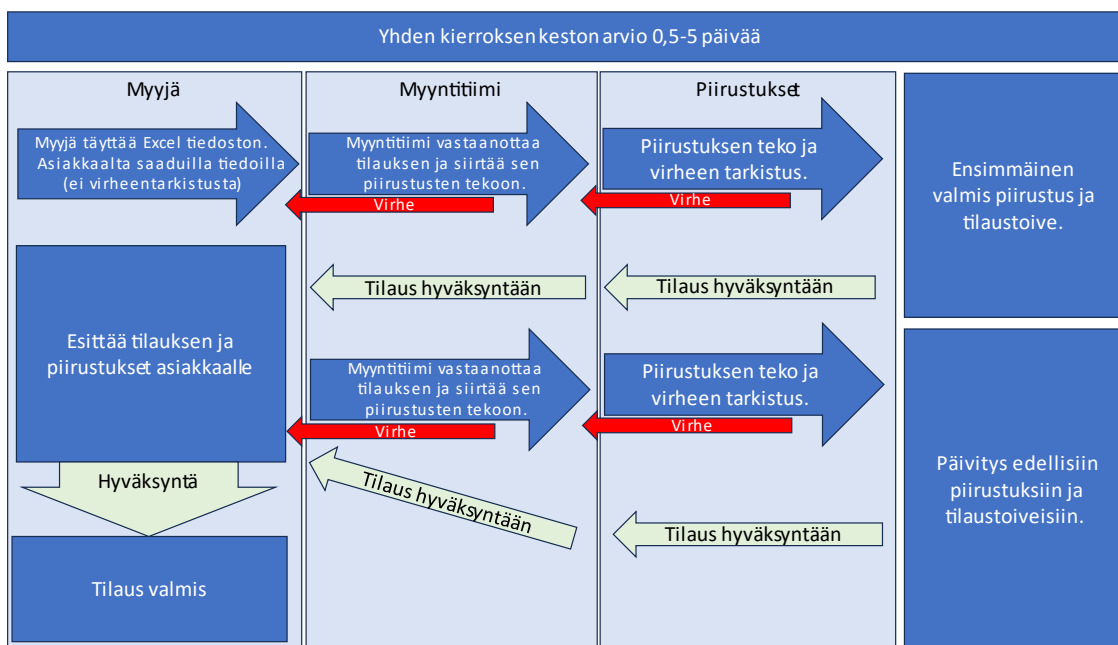 Yhden kierroksen keston arvio 0,5-5 päivää
Myyjä
Myyntitiimi
Piirustukset
Myyjä täyttää Excel tiedoston.
Asiakkaalta saaduilla tiedoilla
(ei virheentarkistusta)
Myyntitiimi vastaanottaa
tilauksen ja siirtää sen
piirustusten tekoon.
Piirustuksen teko ja
virheen tarkistus.
Virhe
Virhe
Ensimmäinen
valmis piirustus ja
tilaustoive.
Tilaus hyväksyntään
Tilaus hyväksyntään
Esittää tilauksen ja
piirustukset asiakkaalle
Myyntitiimi vastaanottaa
tilauksen ja siirtää sen
piirustusten tekoon.
Piirustuksen teko ja
virheen tarkistus.
Virhe
Virhe
Hyväksyntä
Tilaus hyväksyntään
Tilaus hyväksyntään
Päivitys edellisiin
piirustuksiin ja
tilaustoiveisiin.
Tilaus valmis